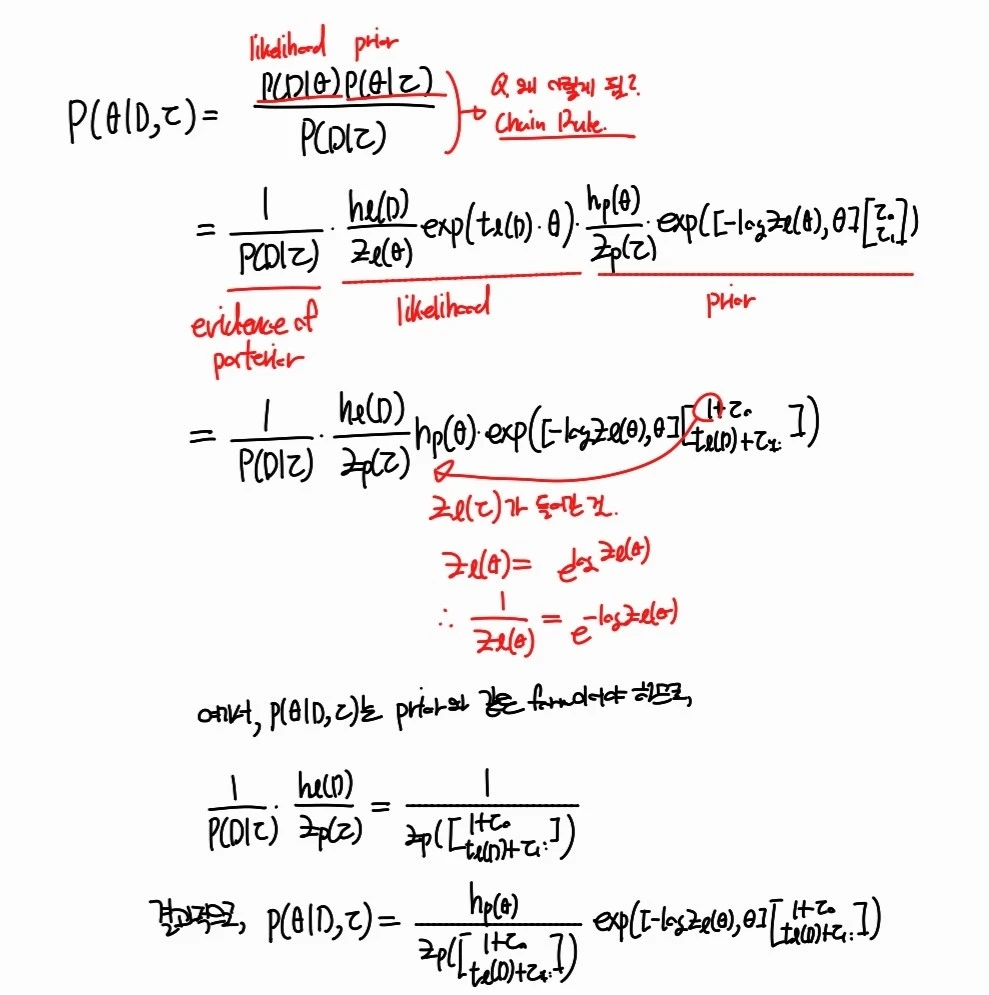 likelihood prior
P(θ|D,τ) = P(D|θ)P(θ|τ) / P(D|τ)
Q. 왜 이렇게 됨?
Chain Rule.
= 1/P(D|τ) · hℓ(D)/Zℓ(θ) exp(tℓ(D)·θ) · hp(θ)/Zp(τ) · exp([-log Zℓ(θ), θ][τ₀ τ₁])
evidence of posterior
likelihood
prior
= 1/P(D|τ) · hℓ(D)/Zp(τ) hp(θ) · exp([-log Zℓ(θ), θ][1+τ₀ tℓ(D)+τ₁:])
Zℓ(τ)가 들어간 것.
Zℓ(θ) = e^log Zℓ(θ)
∴ 1/Zℓ(θ) = e^-log Zℓ(θ)
여기서, P(θ|D,τ)는 prior와 같은 form이어야 하므로,
1/P(D|τ) · hℓ(D)/Zp(τ) = 1/Zp([1+τ₀ tℓ(D)+τ₁:])
결과적으로, P(θ|D,τ) = hp(θ)/Zp([1+τ₀ tℓ(D)+τ₁:]) exp([-log Zℓ(θ), θ][1+τ₀ tℓ(D)+τ₁:])